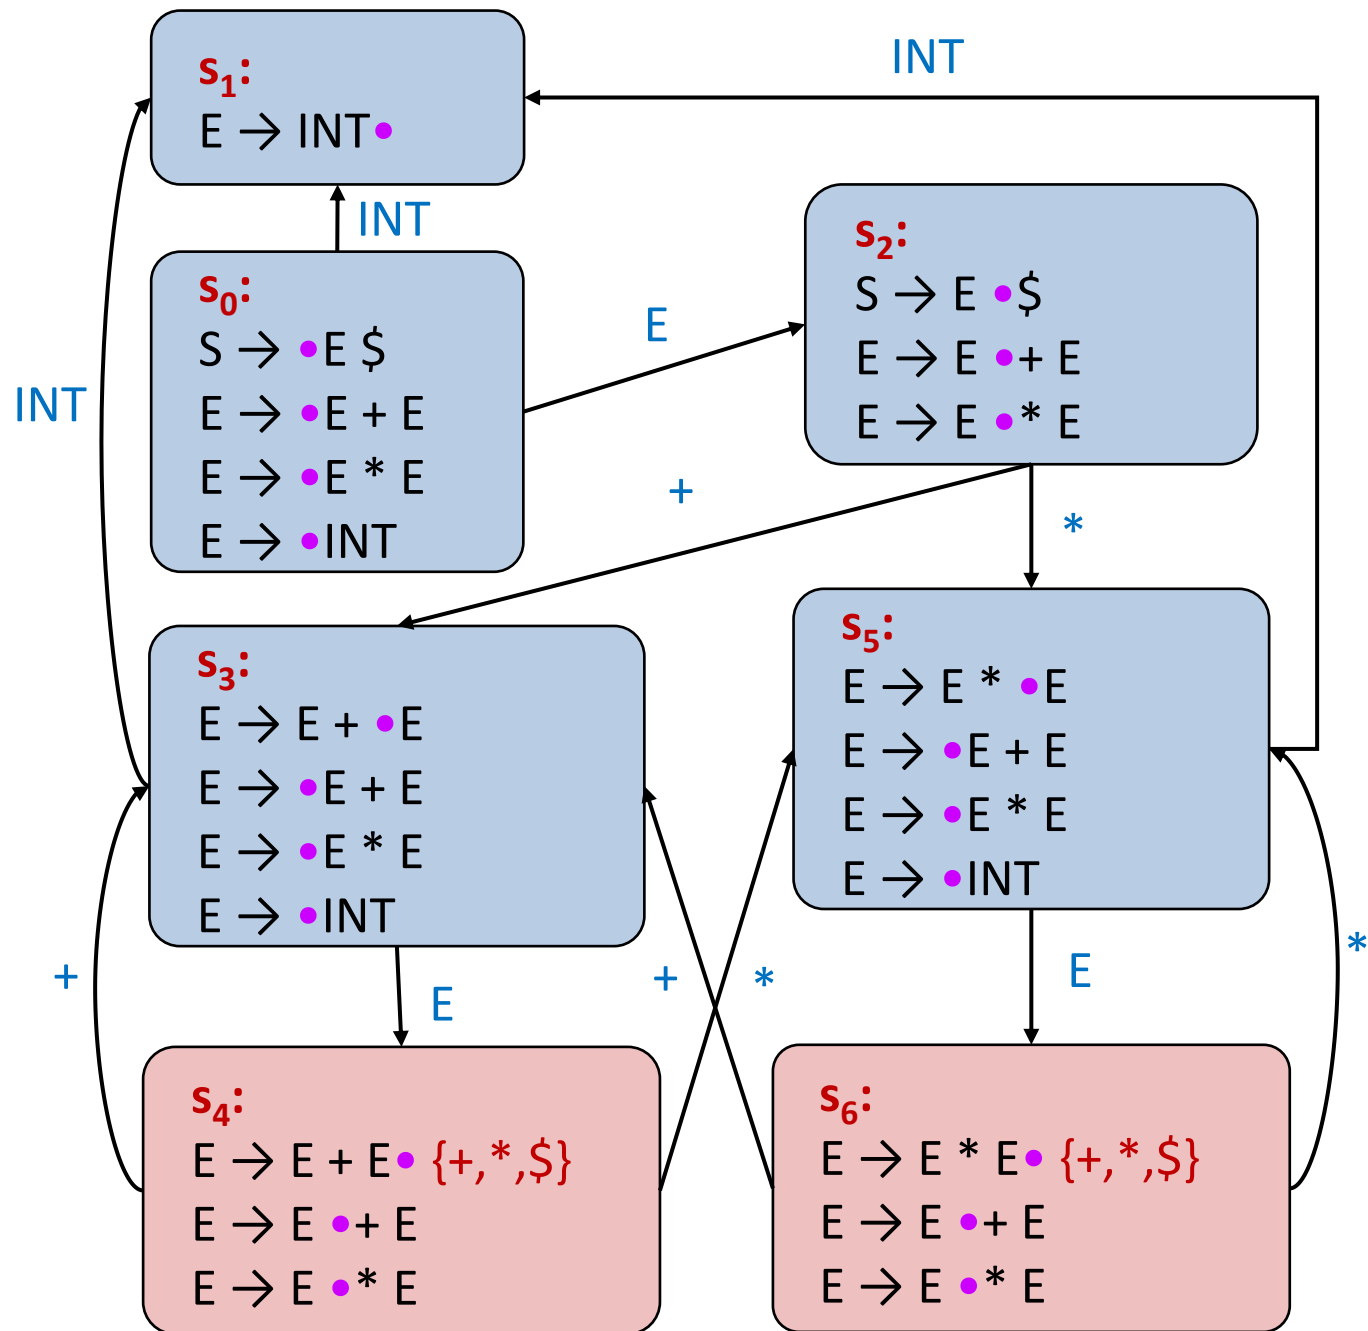 INT
s₁:
E → INT•
INT
s₀:
S → •E $
E → •E + E
E → •E * E
E → •INT
E
s₂:
S → E •$
E → E •+ E
E → E •* E
INT
+
*
s₃:
E → E + •E
E → •E + E
E → •E * E
E → •INT
s₅:
E → E * •E
E → •E + E
E → •E * E
E → •INT
+
E
+
*
E
*
s₄:
E → E + E• {+,*,$}
E → E •+ E
E → E •* E
s₆:
E → E * E• {+,*,$}
E → E •+ E
E → E •* E